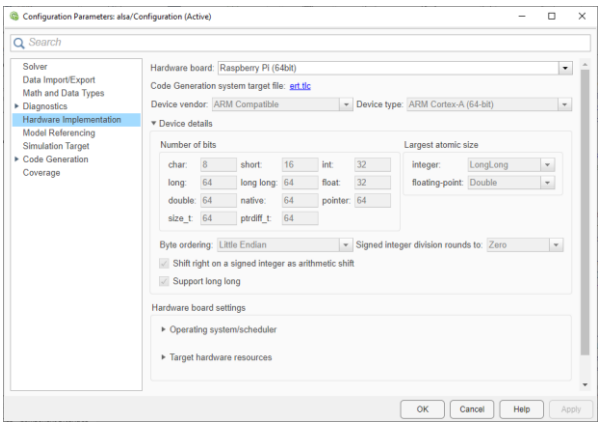 Configuration Parameters: alsa/Configuration (Active)
Search
Solver
Data Import/Export
Math and Data Types
Diagnostics
Hardware Implementation
Model Referencing
Simulation Target
Code Generation
Coverage
Hardware board: Raspberry Pi (64bit)
Code Generation system target file: ert.tlc
Device vendor: ARM Compatible Device type: ARM Cortex-A (64-bit)
Device details
Number of bits Largest atomic size
char: 8 short: 16 int: 32 integer: LongLong
long: 64 long long: 64 float: 32 floating-point: Double
double: 64 native: 64 pointer: 64
size_t: 64 ptrdiff_t: 64
Byte ordering: Little Endian Signed integer division rounds to: Zero
Shift right on a signed integer as arithmetic shift
Support long long
Hardware board settings
Operating system/scheduler
Target hardware resources
OK Cancel Help Apply